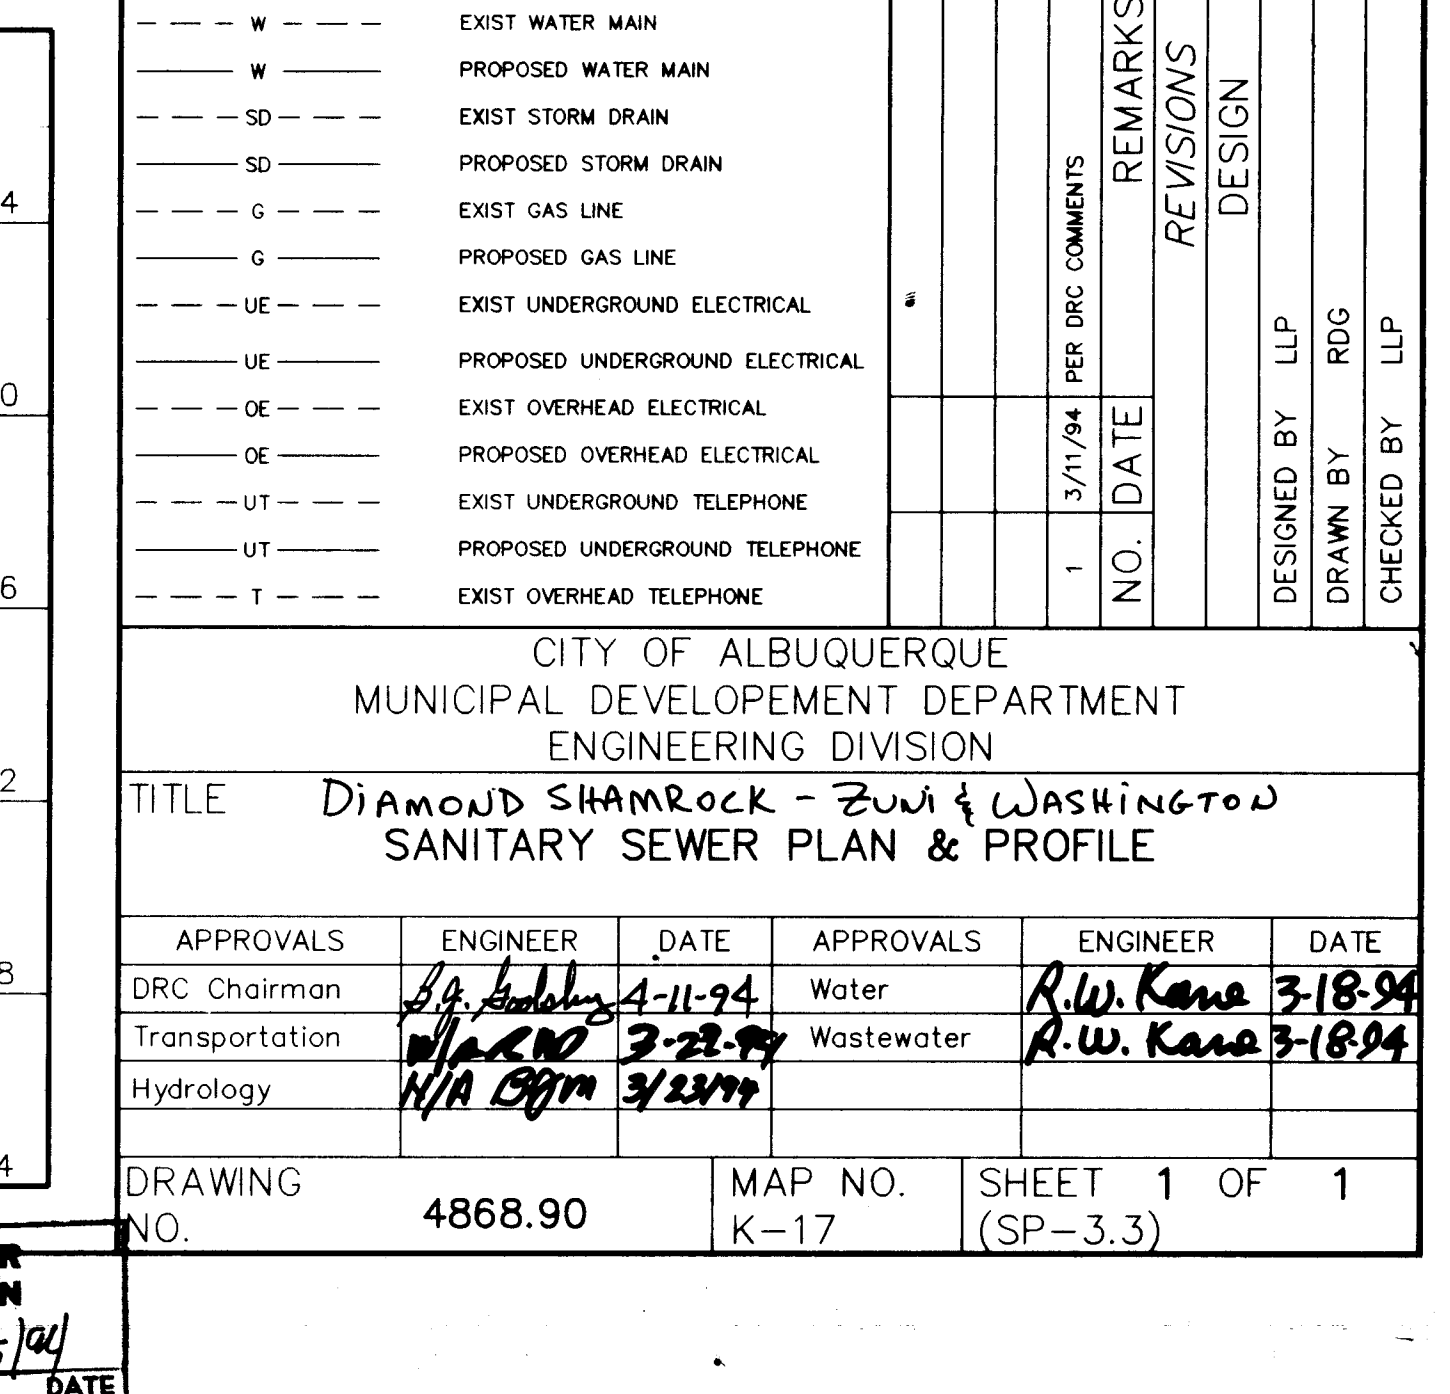 W EXIST WATER MAIN
W PROPOSED WATER MAIN
SD EXIST STORM DRAIN
SD PROPOSED STORM DRAIN
G EXIST GAS LINE
G PROPOSED GAS LINE
UE EXIST UNDERGROUND ELECTRICAL
UE PROPOSED UNDERGROUND ELECTRICAL
OE EXIST OVERHEAD ELECTRICAL
OE PROPOSED OVERHEAD ELECTRICAL
UT EXIST UNDERGROUND TELEPHONE
UT PROPOSED UNDERGROUND TELEPHONE
T EXIST OVERHEAD TELEPHONE
1 3/11/94 PER DRC COMMENTS
NO. DATE REMARKS
REVISIONS
DESIGN
DESIGNED BY LLP
DRAWN BY RDG
CHECKED BY LLP
4
0
6
2
8
4
CITY OF ALBUQUERQUE
MUNICIPAL DEVELOPEMENT DEPARTMENT
ENGINEERING DIVISION
TITLE DiAMOND SHAMROCK - ZUNi & WASHiNGTON
SANITARY SEWER PLAN & PROFILE
APPROVALS ENGINEER DATE APPROVALS ENGINEER DATE
DRC Chairman 4-11-94 Water R.W. Kane 3-18-94
Transportation Wastewater R.W. Kane 3-18-94
Hydrology N/A BJM 3/23/94
DRAWING NO. 4868.90
MAP NO. K-17
SHEET 1 OF 1
(SP-3.3)
R
N
/94
DATE